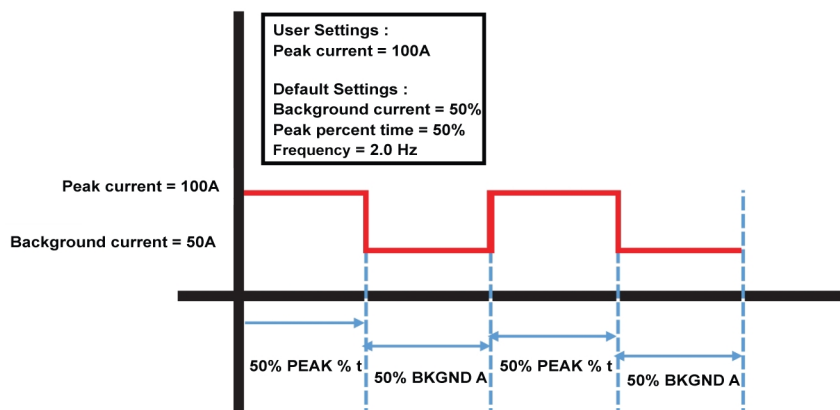 User Settings :
Peak current = 100A
Default Settings :
Background current = 50%
Peak percent time = 50%
Frequency = 2.0 Hz
Peak current = 100A
Background current = 50A
50% PEAK % t
50% BKGND A
50% PEAK % t
50% BKGND A